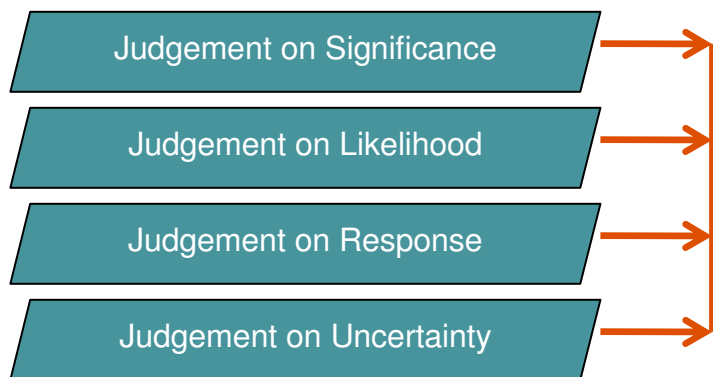 Judgement on Significance
Judgement on Likelihood
Judgement on Response
Judgement on Uncertainty